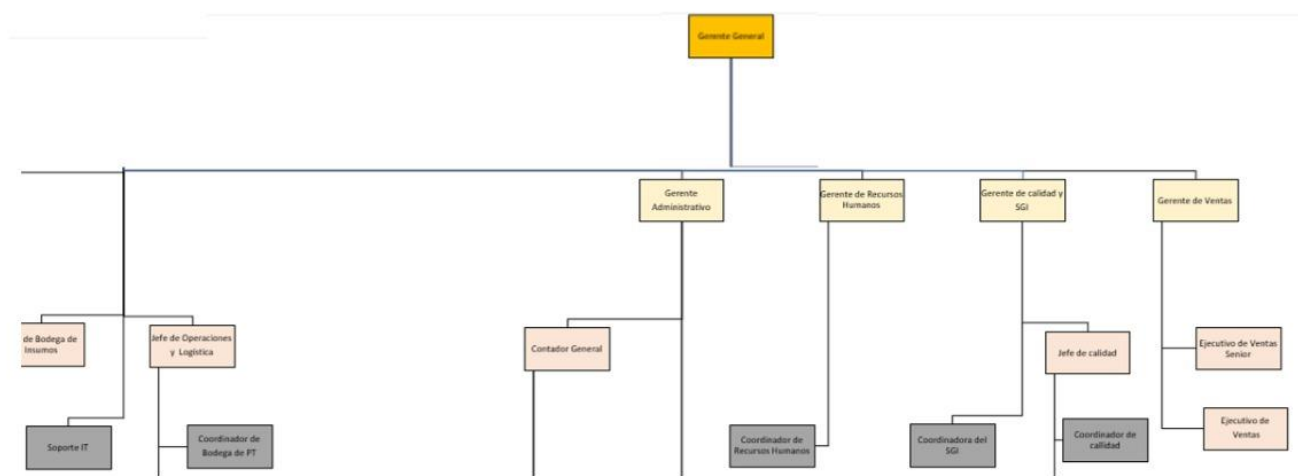 Gerente General
Gerente
Administrativo
Gerente de Recursos
Humanos
Gerente de calidad y
SGI
Gerente de Ventas
de Bodega de
Insumos
Jefe de Operaciones
y Logística
Contador General
Jefe de calidad
Ejecutivo de Ventas
Senior
Soporte IT
Coordinador de
Bodega de PT
Coordinador de
Recursos Humanos
Coordinadora del
SGI
Coordinador de
callidad
Ejecutivo de
Ventas